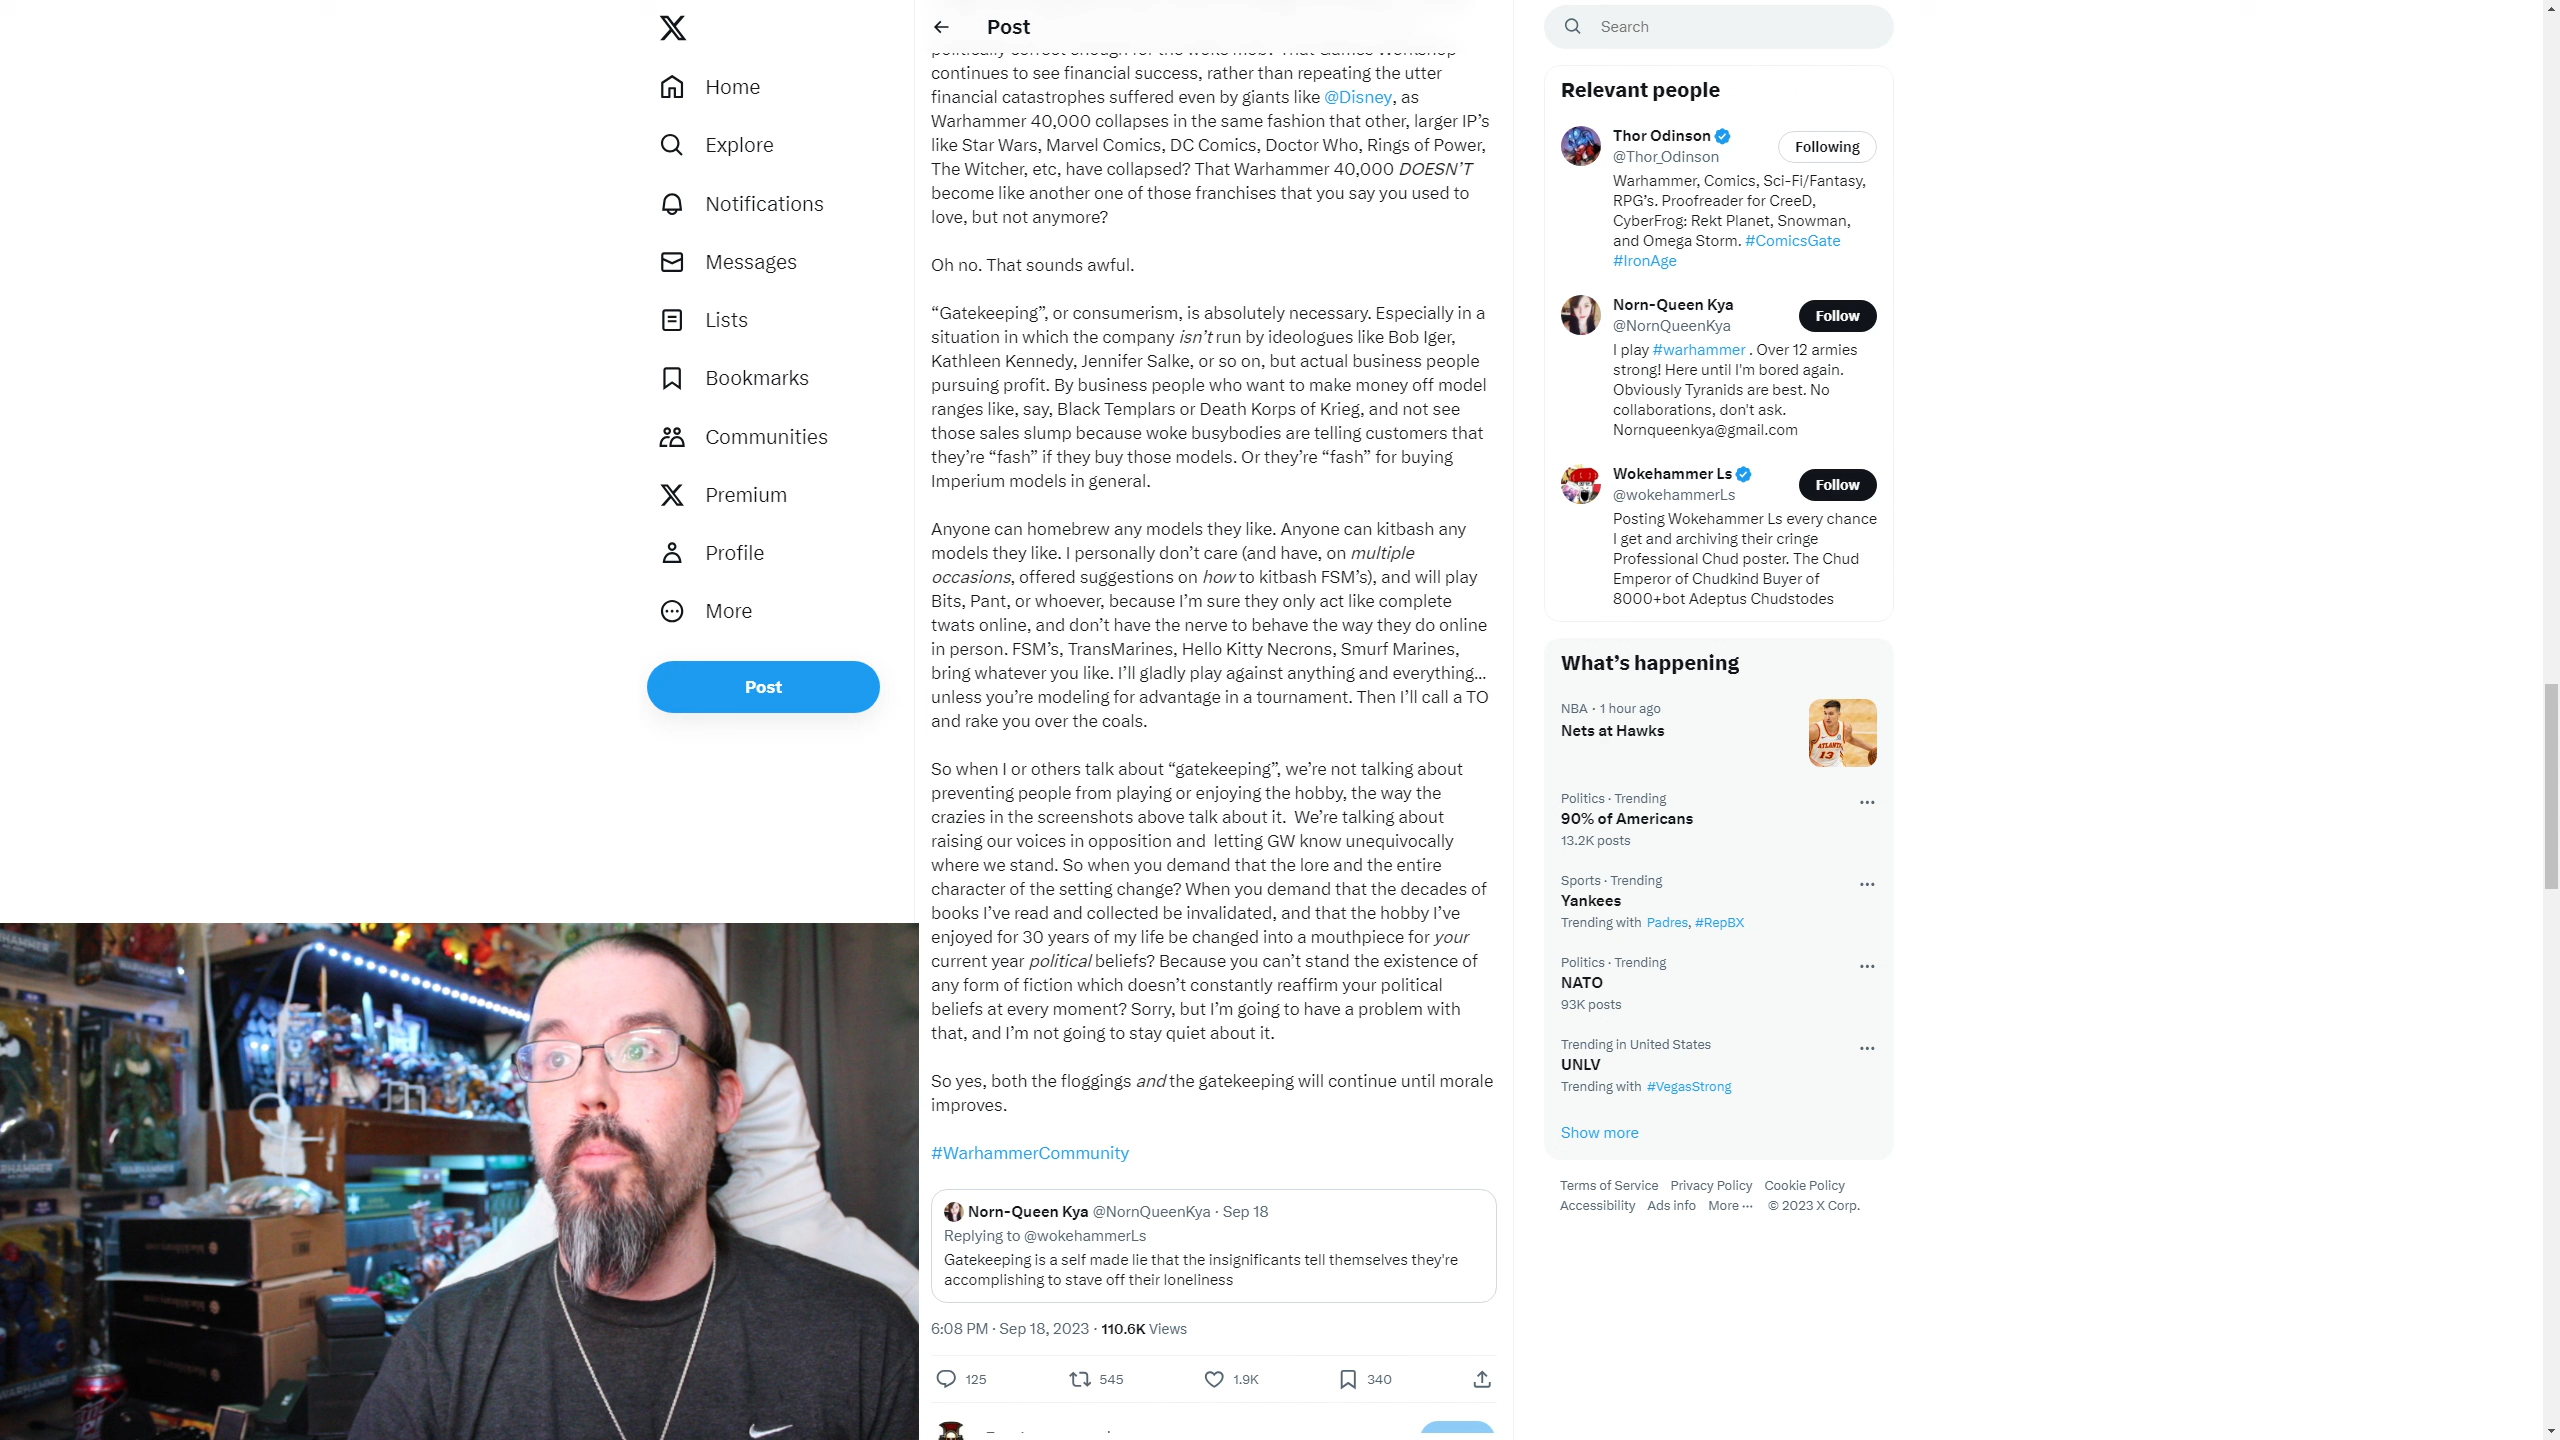 Home
Explore
Notifications
Messages
Lists
Bookmarks
Communities
Premium
Profile
More
Post
Post
continues to see financial success, rather than repeating the utter
financial catastrophes suffered even by giants like @Disney, as
Warhammer 40,000 collapses in the same fashion that other, larger IP’s
like Star Wars, Marvel Comics, DC Comics, Doctor Who, Rings of Power,
The Witcher, etc, have collapsed? That Warhammer 40,000 DOESN’T
become like another one of those franchises that you say you used to
love, but not anymore?
Oh no. That sounds awful.
“Gatekeeping”, or consumerism, is absolutely necessary. Especially in a
situation in which the company isn’t run by ideologues like Bob Iger,
Kathleen Kennedy, Jennifer Salke, or so on, but actual business people
pursuing profit. By business people who want to make money off model
ranges like, say, Black Templars or Death Korps of Krieg, and not see
those sales slump because woke busybodies are telling customers that
they’re “fash” if they buy those models. Or they’re “fash” for buying
Imperium models in general.
Anyone can homebrew any models they like. Anyone can kitbash any
models they like. I personally don’t care (and have, on multiple
occasions, offered suggestions on how to kitbash FSM’s), and will play
Bits, Pant, or whoever, because I’m sure they only act like complete
twats online, and don’t have the nerve to behave the way they do online
in person. FSM’s, TransMarines, Hello Kitty Necrons, Smurf Marines,
bring whatever you like. I’ll gladly play against anything and everything...
unless you’re modeling for advantage in a tournament. Then I’ll call a TO
and rake you over the coals.
So when I or others talk about “gatekeeping”, we’re not talking about
preventing people from playing or enjoying the hobby, the way the
crazies in the screenshots above talk about it. We’re talking about
raising our voices in opposition and letting GW know unequivocally
where we stand. So when you demand that the lore and the entire
character of the setting change? When you demand that the decades of
books I’ve read and collected be invalidated, and that the hobby I’ve
enjoyed for 30 years of my life be changed into a mouthpiece for your
current year political beliefs? Because you can’t stand the existence of
any form of fiction which doesn’t constantly reaffirm your political
beliefs at every moment? Sorry, but I’m going to have a problem with
that, and I’m not going to stay quiet about it.
So yes, both the floggings and the gatekeeping will continue until morale
improves.
#WarhammerCommunity
Norn-Queen Kya @NornQueenKya · Sep 18
Replying to @wokehammerLs
Gatekeeping is a self made lie that the insignificants tell themselves they're
accomplishing to stave off their loneliness
6:08 PM · Sep 18, 2023 · 110.6K Views
125 545 1.9K 340
Search
Relevant people
Thor Odinson
@Thor_Odinson
Following
Warhammer, Comics, Sci-Fi/Fantasy,
RPG’s. Proofreader for CreeD,
CyberFrog: Rekt Planet, Snowman,
and Omega Storm. #ComicsGate
#IronAge
Norn-Queen Kya
@NornQueenKya
Follow
I play #warhammer . Over 12 armies
strong! Here until I'm bored again.
Obviously Tyranids are best. No
collaborations, don't ask.
Nornqueenkya@gmail.com
Wokehammer Ls
@wokehammerLs
Follow
Posting Wokehammer Ls every chance
I get and archiving their cringe
Professional Chud poster. The Chud
Emperor of Chudkind Buyer of
8000+bot Adeptus Chudstodes
What’s happening
NBA · 1 hour ago
Nets at Hawks
ATLANTA
13
Politics · Trending
90% of Americans
13.2K posts
Sports · Trending
Yankees
Trending with Padres, #RepBX
Politics · Trending
NATO
93K posts
Trending in United States
UNLV
Trending with #VegasStrong
Show more
Terms of Service Privacy Policy Cookie Policy
Accessibility Ads info More ··· © 2023 X Corp.